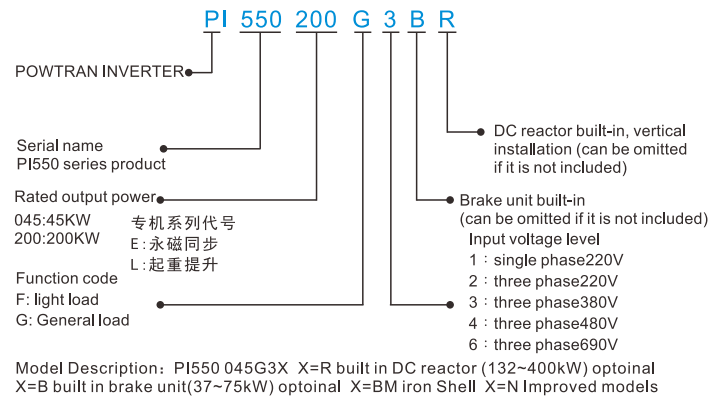 PI 550 200 G 3 B R
POWTRAN INVERTER
Serial name
PI550 series product
Rated output power
045:45KW
200:200KW
专机系列代号
E:永磁同步
L:起重提升
Function code
F: light load
G: General load
DC reactor built-in, vertical
installation (can be omitted
if it is not included)
Brake unit built-in
(can be omitted if it is not included)
Input voltage level
1：single phase220V
2：three phase220V
3：three phase380V
4：three phase480V
6：three phase690V
Model Description：PI550 045G3X X=R built in DC reactor (132~400kW) optoinal
X=B built in brake unit(37~75kW) optoinal X=BM iron Shell X=N Improved models